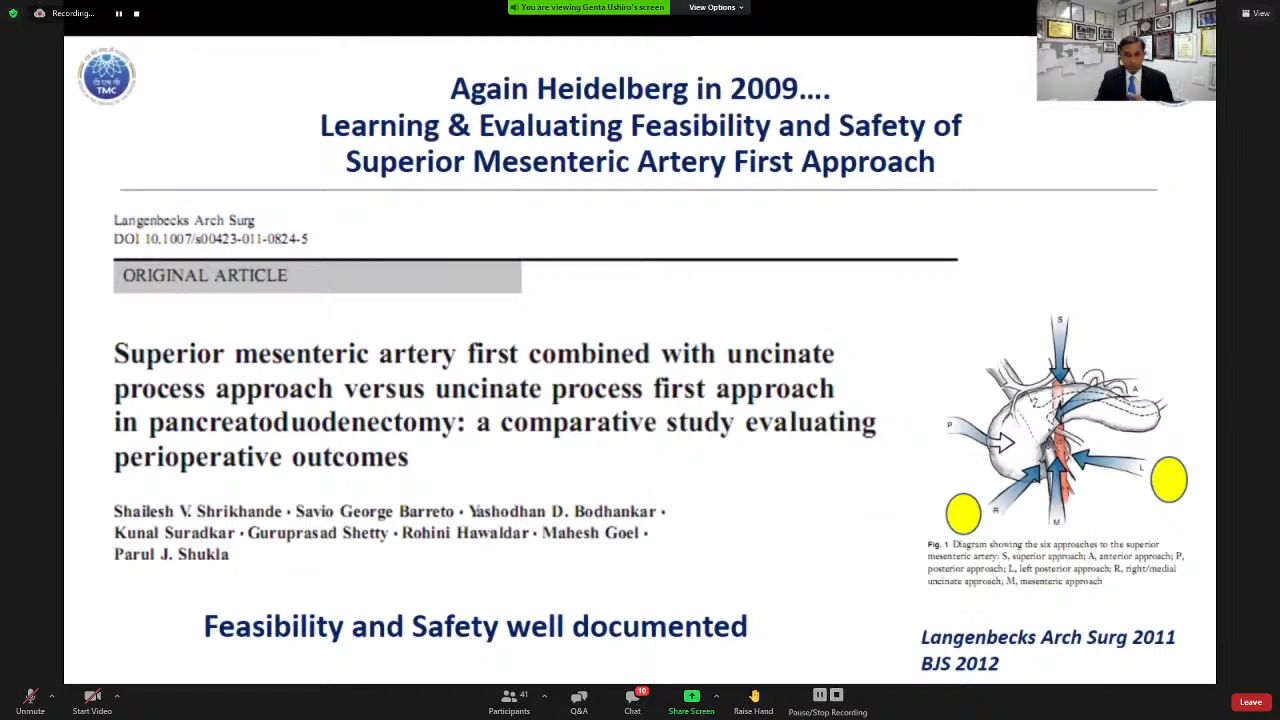 Recording...
You are viewing Genta Ushiro's screen
View Options
View
TMC
Again Heidelberg in 2009....
Learning & Evaluating Feasibility and Safety of
Superior Mesenteric Artery First Approach
Langenbecks Arch Surg
DOI 10.1007/s00423-011-0824-5
ORIGINAL ARTICLE
Superior mesenteric artery first combined with uncinate
process approach versus uncinate process first approach
in pancreatoduodenectomy: a comparative study evaluating
perioperative outcomes
Shailesh V. Shrikhande · Savio George Barreto · Yashodhan D. Bodhankar ·
Kunal Suradkar · Guruprasad Shetty · Rohini Hawaldar · Mahesh Goel ·
Parul J. Shukla
S
A
P
L
R
M
Fig. 1 Diagram showing the six approaches to the superior
mesenteric artery: S, superior approach; A, anterior approach; P,
posterior approach; L, left posterior approach; R, right/medial
uncinate approach; M, mesenteric approach
Feasibility and Safety well documented
Langenbecks Arch Surg 2011
BJS 2012
Unmute
Start Video
41
Participants
Q&A
10
Chat
Share Screen
Raise Hand
Pause/Stop Recording
Leave